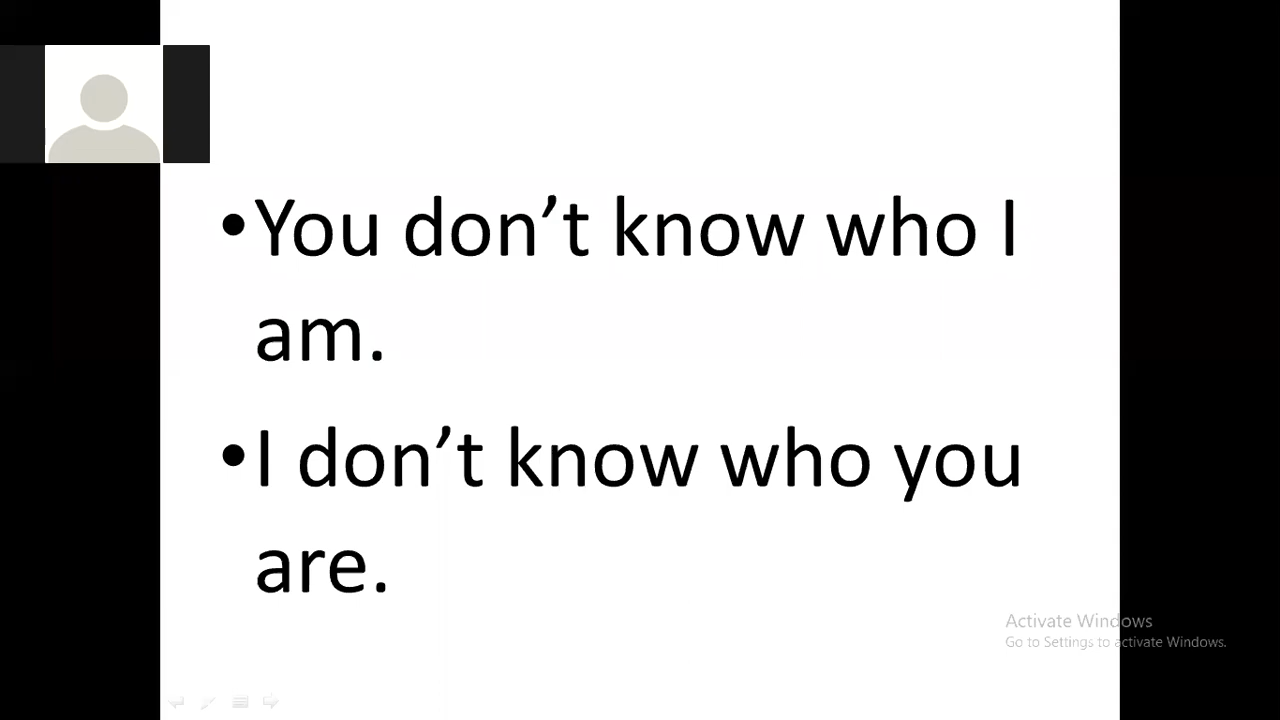 •You don’t know who I
am.
•I don’t know who you
are.
Activate Windows
Go to Settings to activate Windows.